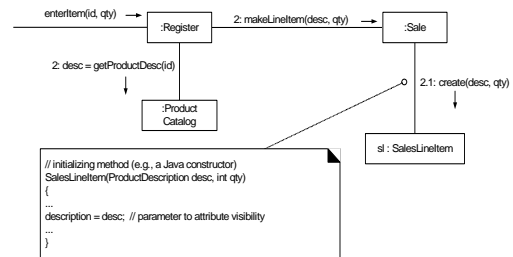 enterItem(id, qty)
:Register
2: makeLineItem(desc, qty)
:Sale
2: desc = getProductDesc(id)
2.1: create(desc, qty)
:Product
Catalog
sl : SalesLineItem
// initializing method (e.g., a Java constructor)
SalesLineItem(ProductDescription desc, int qty)
{
...
description = desc;  // parameter to attribute visibility
...
}